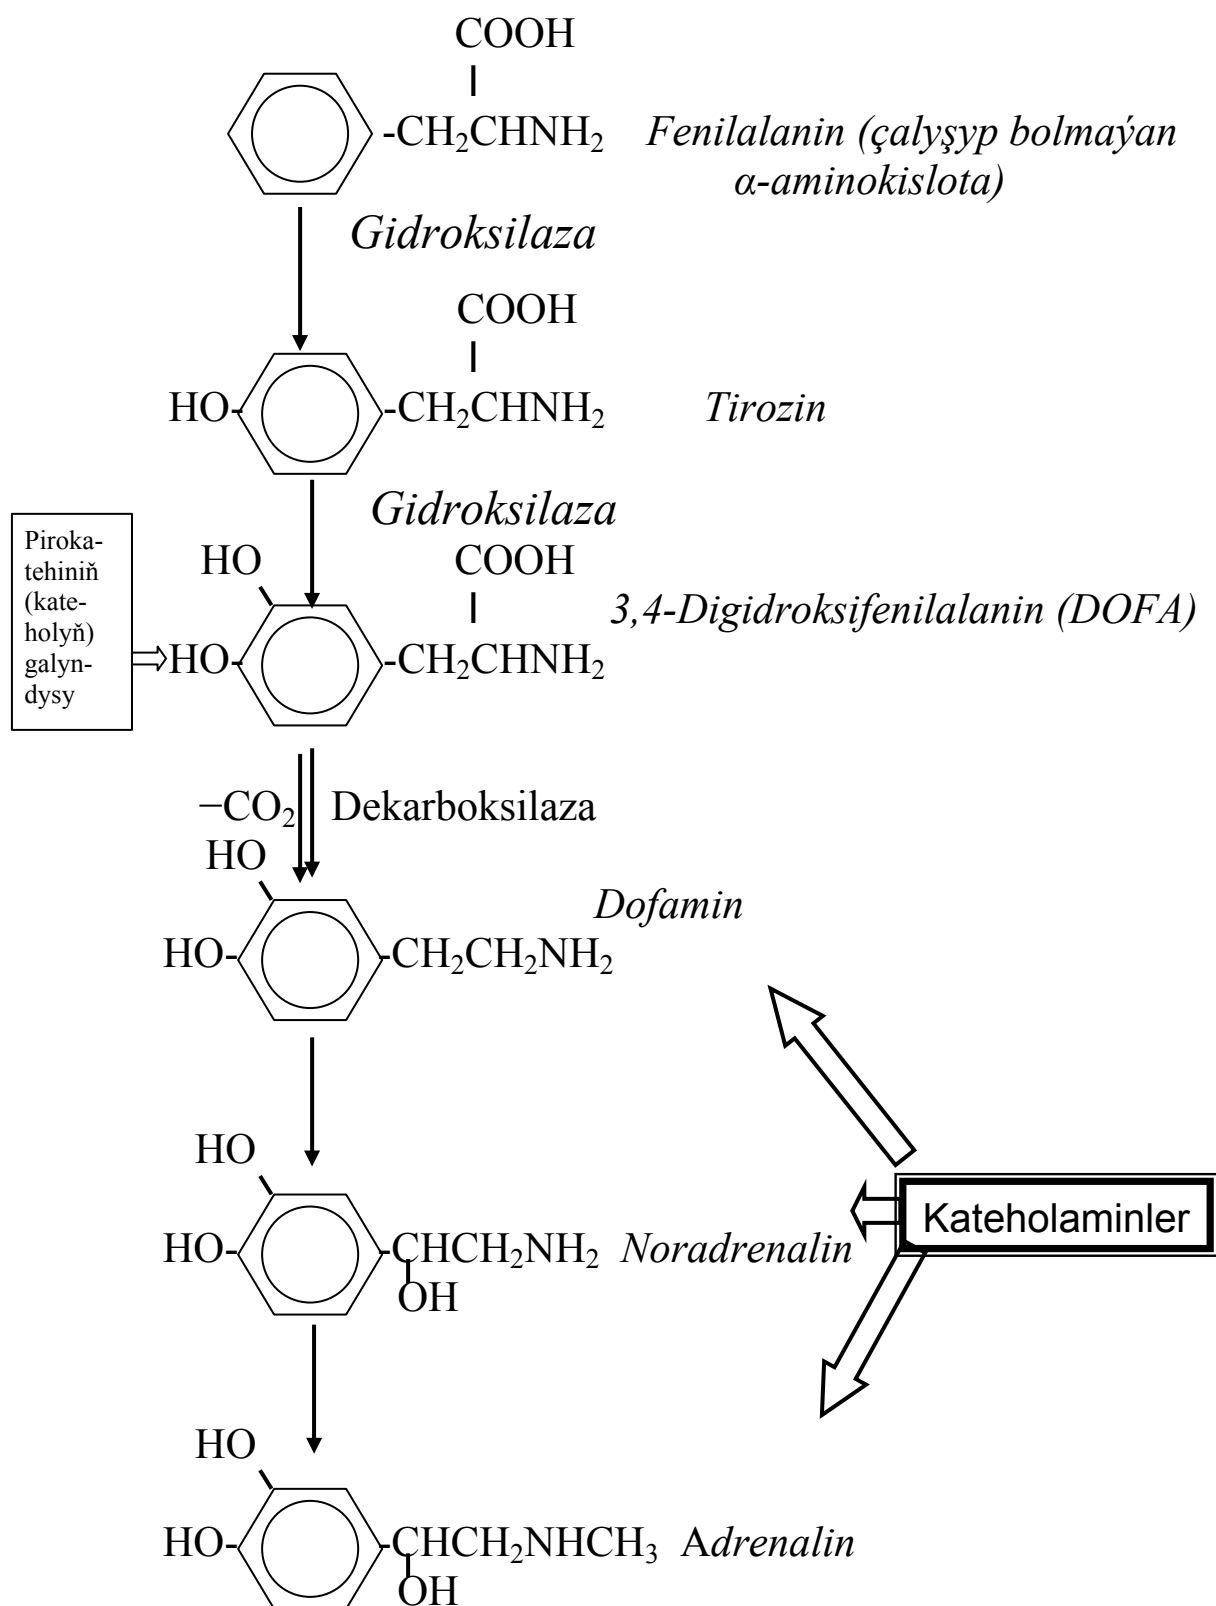 COOH
-CH₂CHNH₂ Fenilalanin (çalyşyp bolmaýan
α-aminokislota)
Gidroksilaza
COOH
HO- -CH₂CHNH₂ Tirozin
Gidroksilaza
Piroka-
tehiniň
(kate-
holyň)
galyn-
dysy
HO COOH
3,4-Digidroksifenilalanin (DOFA)
HO- -CH₂CHNH₂
−CO₂ Dekarboksilaza
HO
Dofamin
HO- -CH₂CH₂NH₂
HO
Kateholaminler
HO- -CHCH₂NH₂ Noradrenalin
OH
HO
HO- -CHCH₂NHCH₃ Adrenalin
OH